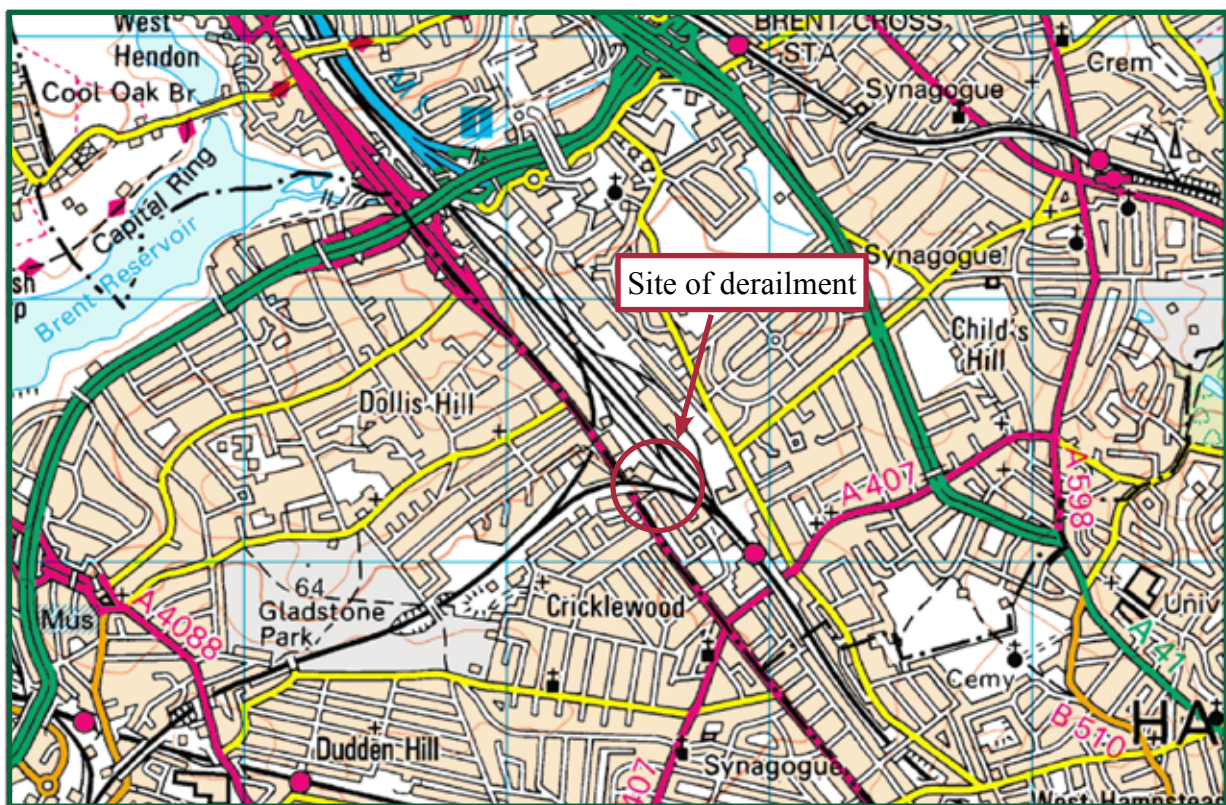 West
Hendon
Cool Oak Br
BRENT CROSS
STA
Synagogue
Crem
Capital Ring
Brent Reservoir
sh
p
Synagogue
Site of derailment
Child's
Hill
Dollis Hill
A 407
A 598
64
Gladstone
Park
Mus
A 4088
Cricklewood
Univ
A 41
Cemy
B 510
HA
Dudden Hill
407
Synagogue
West Hampstead